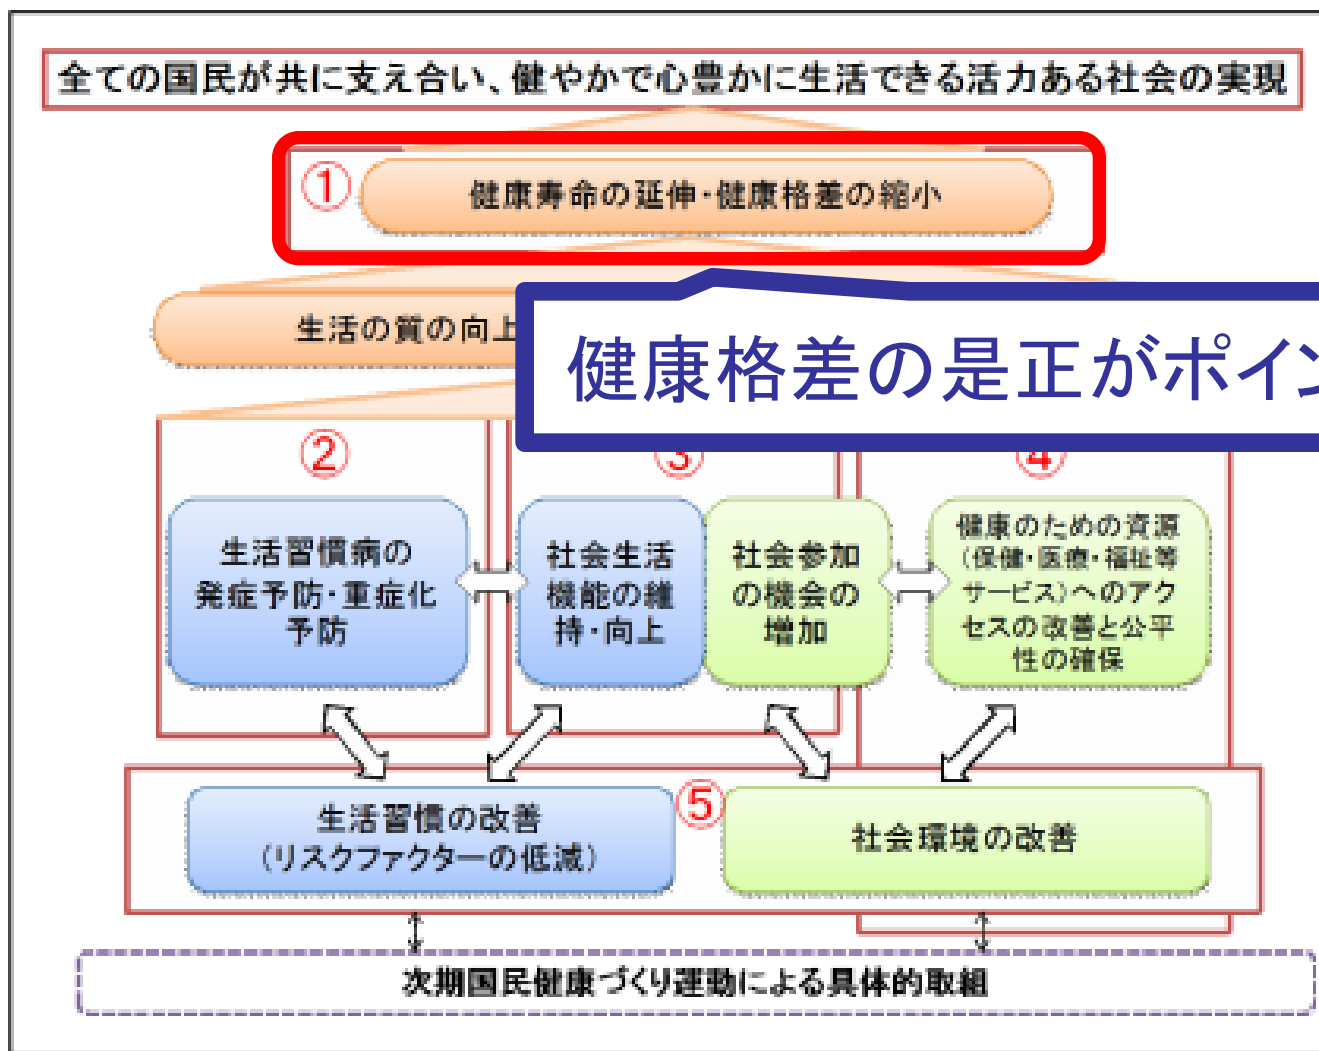 全ての国民が共に支え合い、健やかで心豊かに生活できる活力ある社会の実現
①
健康寿命の延伸・健康格差の縮小
生活の質の向上
健康格差の是正がポイン
②
③
④
生活習慣病の
発症予防・重症化
予防
社会生活
機能の維
持・向上
社会参加
の機会の
増加
健康のための資源
(保健・医療・福祉等
サービス)へのアク
セスの改善と公平
性の確保
生活習慣の改善
(リスクファクターの低減)
⑤
社会環境の改善
次期国民健康づくり運動による具体的取組